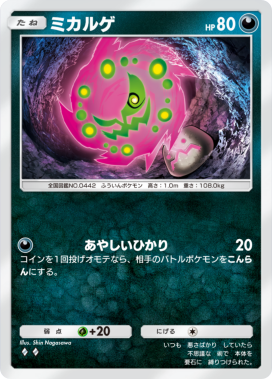 たね ミカルゲ HP80
全国図鑑NO.0442 ふういんポケモン 高さ：1.0m 重さ：108.0kg
あやしいひかり 20
コインを1回投げオモテなら、相手のバトルポケモンをこんら
んにする。
弱点 +20 にげる
Illus. Shin Nagasawa
いつも 悪さばかり していたら
不思議な 術で 本体を
要石に 縛りつけられた。